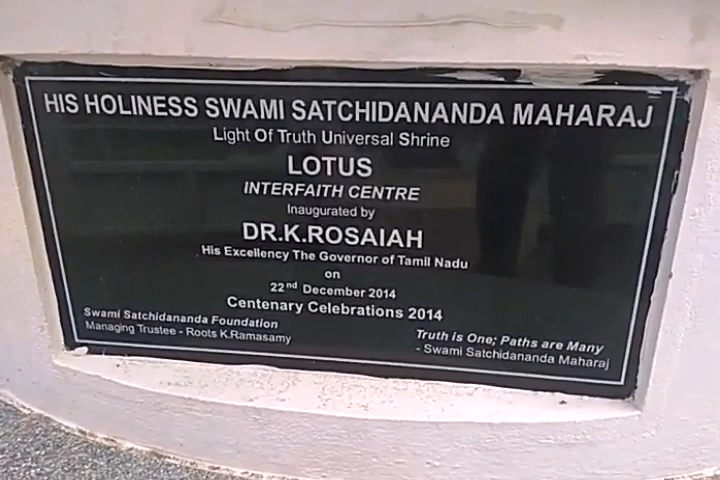 HIS HOLINESS SWAMI SATCHIDANANDA MAHARAJ
Light Of Truth Universal Shrine
LOTUS
INTERFAITH CENTRE
Inaugurated by
DR.K.ROSAIAH
His Excellency The Governor of Tamil Nadu
on
22nd December 2014
Centenary Celebrations 2014
Swami Satchidananda Foundation
Managing Trustee - Roots K.Ramasamy
Truth is One; Paths are Many
- Swami Satchidananda Maharaj